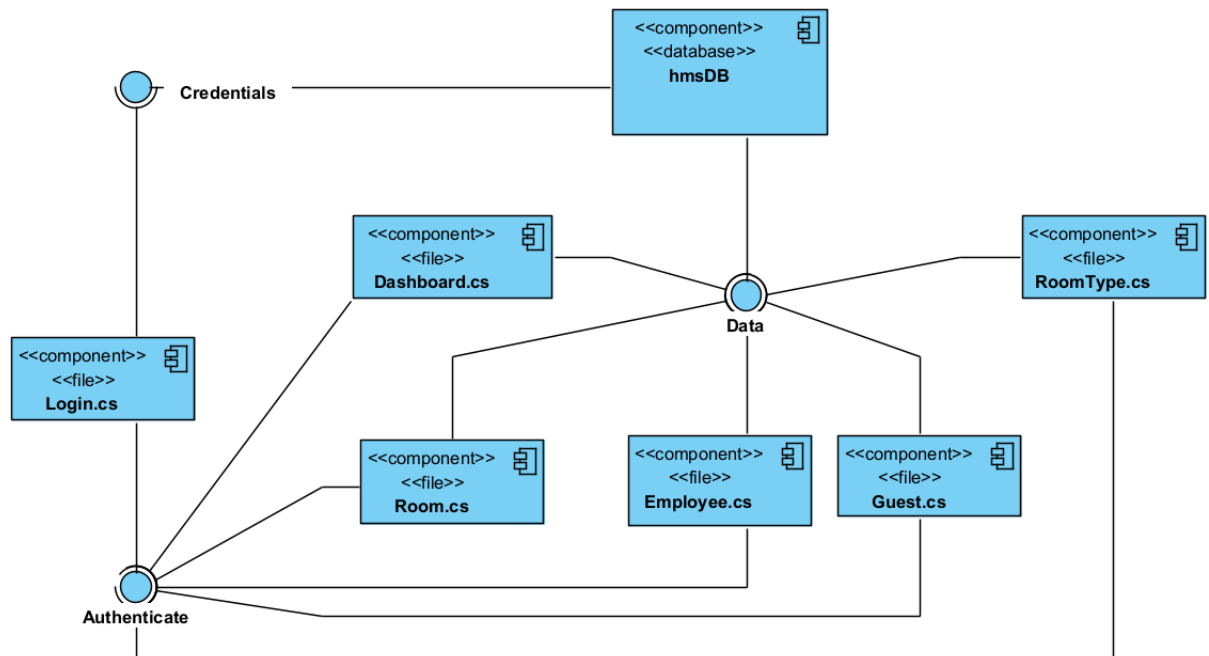 <<component>>
<<database>>
hmsDB
Credentials
<<component>>
<<file>>
Dashboard.cs
<<component>>
<<file>>
RoomType.cs
Data
<<component>>
<<file>>
Login.cs
<<component>>
<<file>>
Room.cs
<<component>>
<<file>>
Employee.cs
<<component>>
<<file>>
Guest.cs
Authenticate